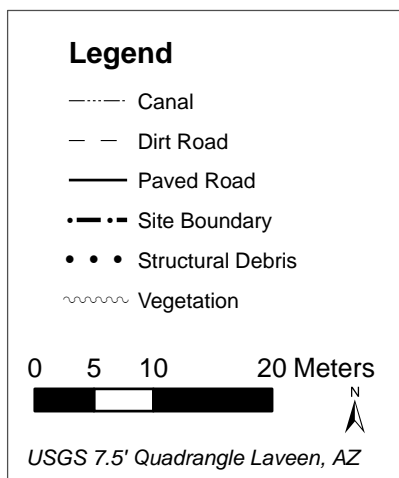 Legend
Canal
Dirt Road
Paved Road
Site Boundary
Structural Debris
Vegetation
0 5 10 20 Meters
N
USGS 7.5' Quadrangle Laveen, AZ